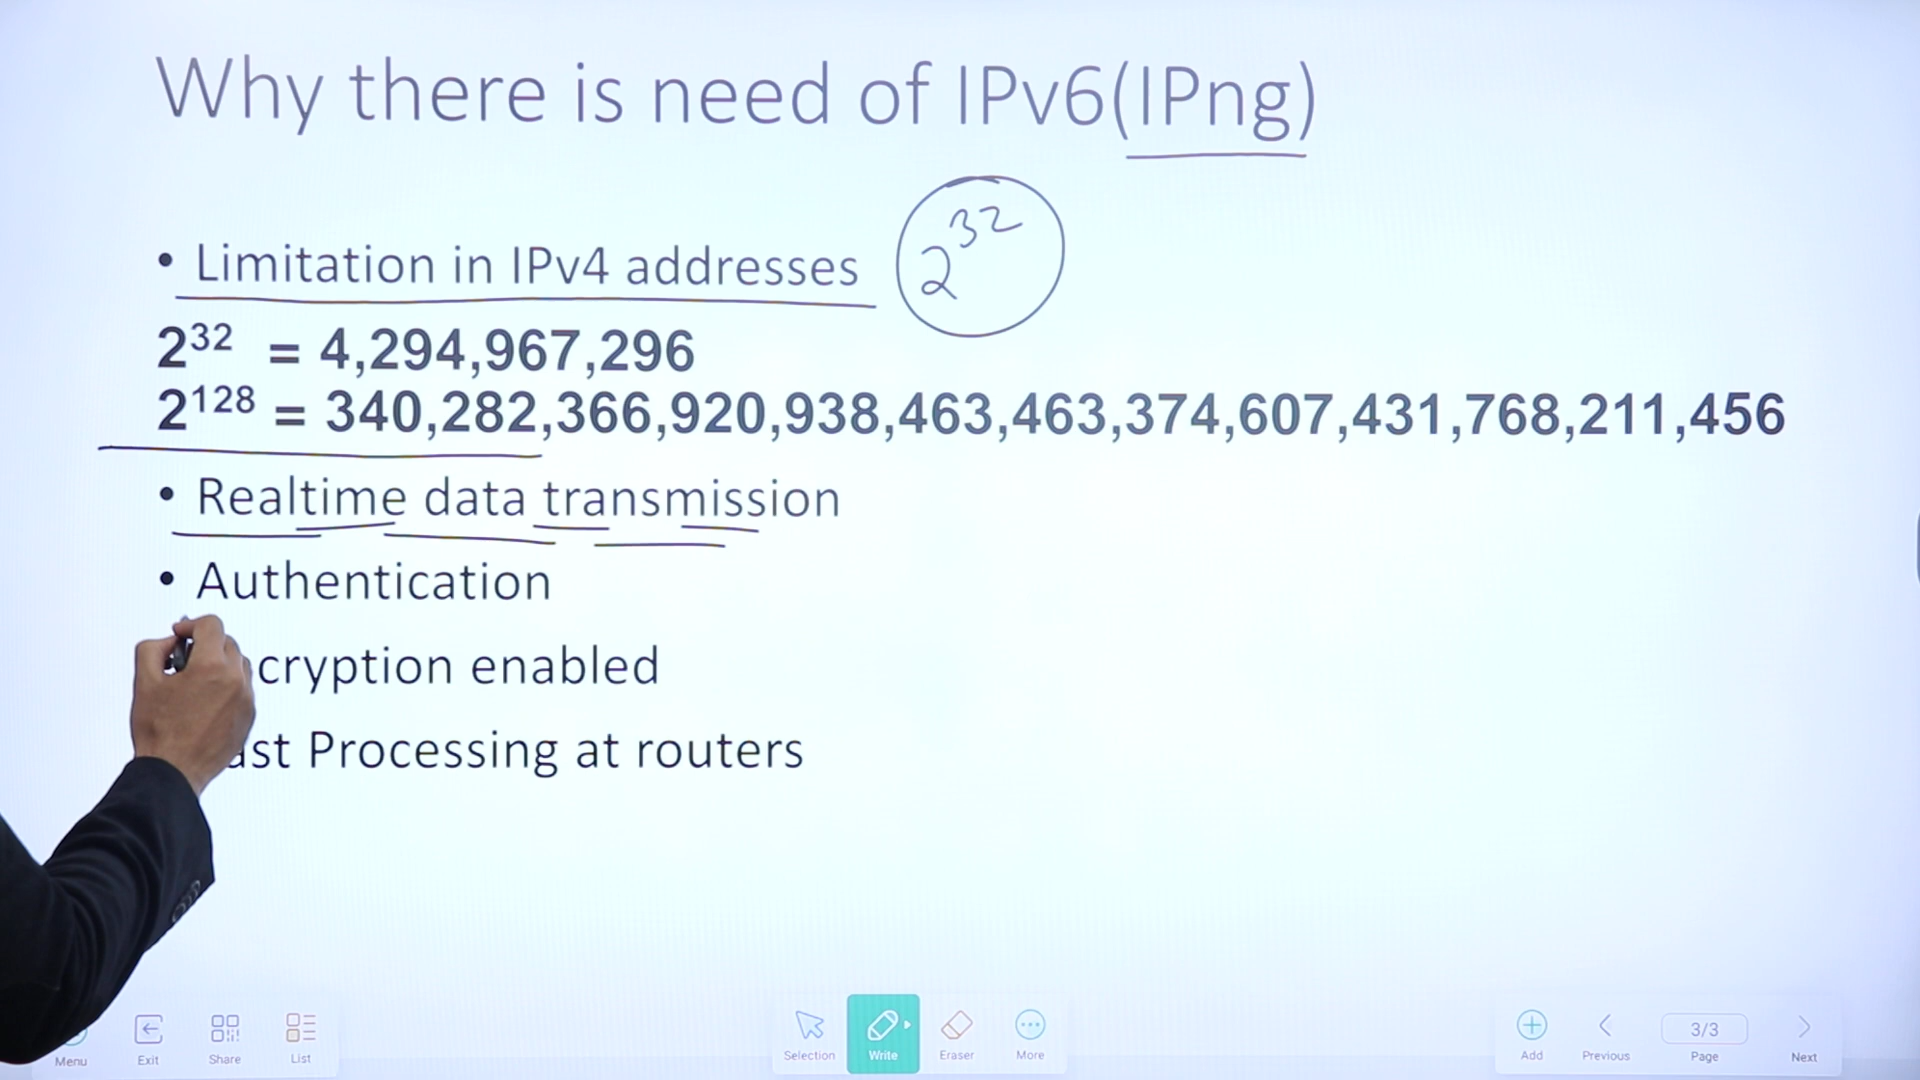 Why there is need of IPv6(IPng)
• Limitation in IPv4 addresses
2³²
2³² = 4,294,967,296
2¹²⁸ = 340,282,366,920,938,463,463,374,607,431,768,211,456
• Realtime data transmission
• Authentication
cryption enabled
ast Processing at routers
Menu Exit Share List Selection Write Eraser More Add Previous 3/3 Page Next